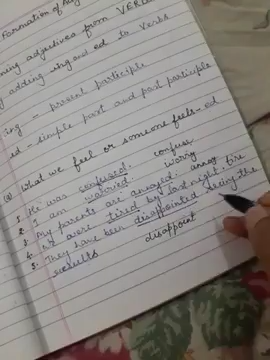 Formation of Adj
ning adjectives from VERB
y adding ing and ed to Verbs
ing - present participle
ed - simple past and past participle
(a) What we feel or someone feels - ed
confuse
1. He was confused. worry
2. I am worried. annoy
3. My parents are annoyed. tire
4. We were tired by last night.
5. They have been disappointed seeing the
results disappoint